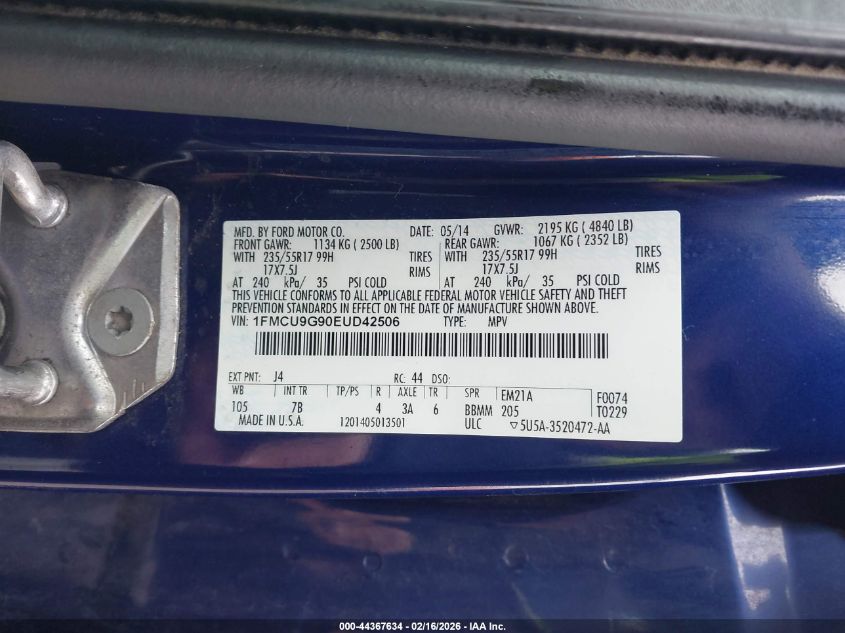 MFD. BY FORD MOTOR CO. DATE: 05/14 GVWR: 2195 KG ( 4840 LB)
FRONT GAWR: 1134 KG ( 2500 LB) REAR GAWR: 1067 KG ( 2352 LB)
WITH 235/55R17 99H TIRES WITH 235/55R17 99H TIRES
17X7.5J RIMS 17X7.5J RIMS
AT 240 kPa/ 35 PSI COLD AT 240 kPa/ 35 PSI COLD
THIS VEHICLE CONFORMS TO ALL APPLICABLE FEDERAL MOTOR VEHICLE SAFETY AND THEFT
PREVENTION STANDARDS IN EFFECT ON THE DATE OF MANUFACTURE SHOWN ABOVE.
VIN: 1FMCU9G90EUD42506 TYPE: MPV
EXT PNT: J4 RC: 44 DSO:
WB INT TR TP/PS R AXLE TR SPR EM21A F0074
105 7B 4 3A 6 BBMM 205 T0229
MADE IN U.S.A. 1201405013501 ULC ▽5U5A-3520472-AA
000-44367634 - 02/16/2026 - IAA Inc.